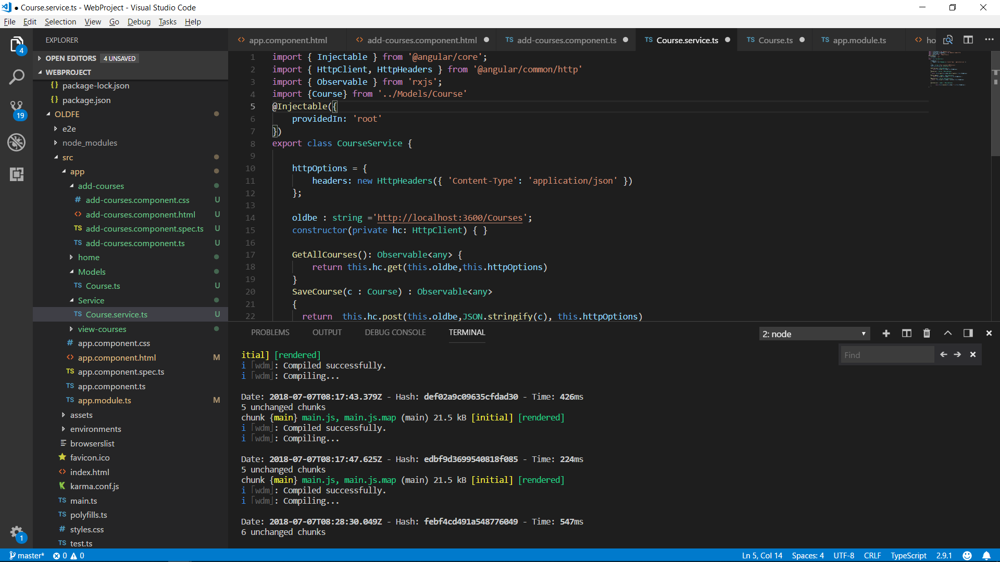 ● Course.service.ts - WebProject - Visual Studio Code
File Edit Selection View Go Debug Tasks Help
4
19
1
EXPLORER
OPEN EDITORS 4 UNSAVED
WEBPROJECT
{} package-lock.json
{} package.json
OLDFE
e2e
node_modules
src
app
add-courses
# add-courses.component.css U
<> add-courses.component.html U
TS add-courses.component.spec.ts U
TS add-courses.component.ts U
home
Models
TS Course.ts U
Service
TS Course.service.ts U
view-courses
# app.component.css
<> app.component.html M
TS app.component.spec.ts
TS app.component.ts
TS app.module.ts M
assets
environments
browserslist
favicon.ico
<> index.html
K karma.conf.js
TS main.ts
TS polyfills.ts
# styles.css
TS test.ts
<> app.component.html <> add-courses.component.html ● TS add-courses.component.ts ● TS Course.service.ts ● TS Course.ts ● TS app.module.ts <> ho
1 import { Injectable } from '@angular/core';
2 import { HttpClient, HttpHeaders } from '@angular/common/http'
3 import { Observable } from 'rxjs';
4 import {Course} from '../Models/Course'
5 @Injectable({
6 providedIn: 'root'
7 })
8 export class CourseService {
9
10 httpOptions = {
11 headers: new HttpHeaders({ 'Content-Type': 'application/json' })
12 };
13
14 oldbe : string ='http://localhost:3600/Courses';
15 constructor(private hc: HttpClient) { }
16
17 GetAllCourses(): Observable<any> {
18 return this.hc.get(this.oldbe,this.httpOptions)
19 }
20 SaveCourse(c : Course) : Observable<any>
21 {
22 return this.hc.post(this.oldbe,JSON.stringify(c), this.httpOptions)
PROBLEMS OUTPUT DEBUG CONSOLE TERMINAL 2: node
Find
itial] [rendered]
i ｢wdm｣: Compiled successfully.
i ｢wdm｣: Compiling...
Date: 2018-07-07T08:17:43.379Z - Hash: def02a9c09635cfdad30 - Time: 426ms
5 unchanged chunks
chunk {main} main.js, main.js.map (main) 21.5 kB [initial] [rendered]
i ｢wdm｣: Compiled successfully.
i ｢wdm｣: Compiling...
Date: 2018-07-07T08:17:47.625Z - Hash: edbf9d3699540818f085 - Time: 224ms
5 unchanged chunks
chunk {main} main.js, main.js.map (main) 21.5 kB [initial] [rendered]
i ｢wdm｣: Compiled successfully.
i ｢wdm｣: Compiling...
Date: 2018-07-07T08:28:30.049Z - Hash: febf4cd491a548776049 - Time: 547ms
6 unchanged chunks
master* 0 0 Ln 5, Col 14 Spaces: 4 UTF-8 CRLF TypeScript 2.9.1